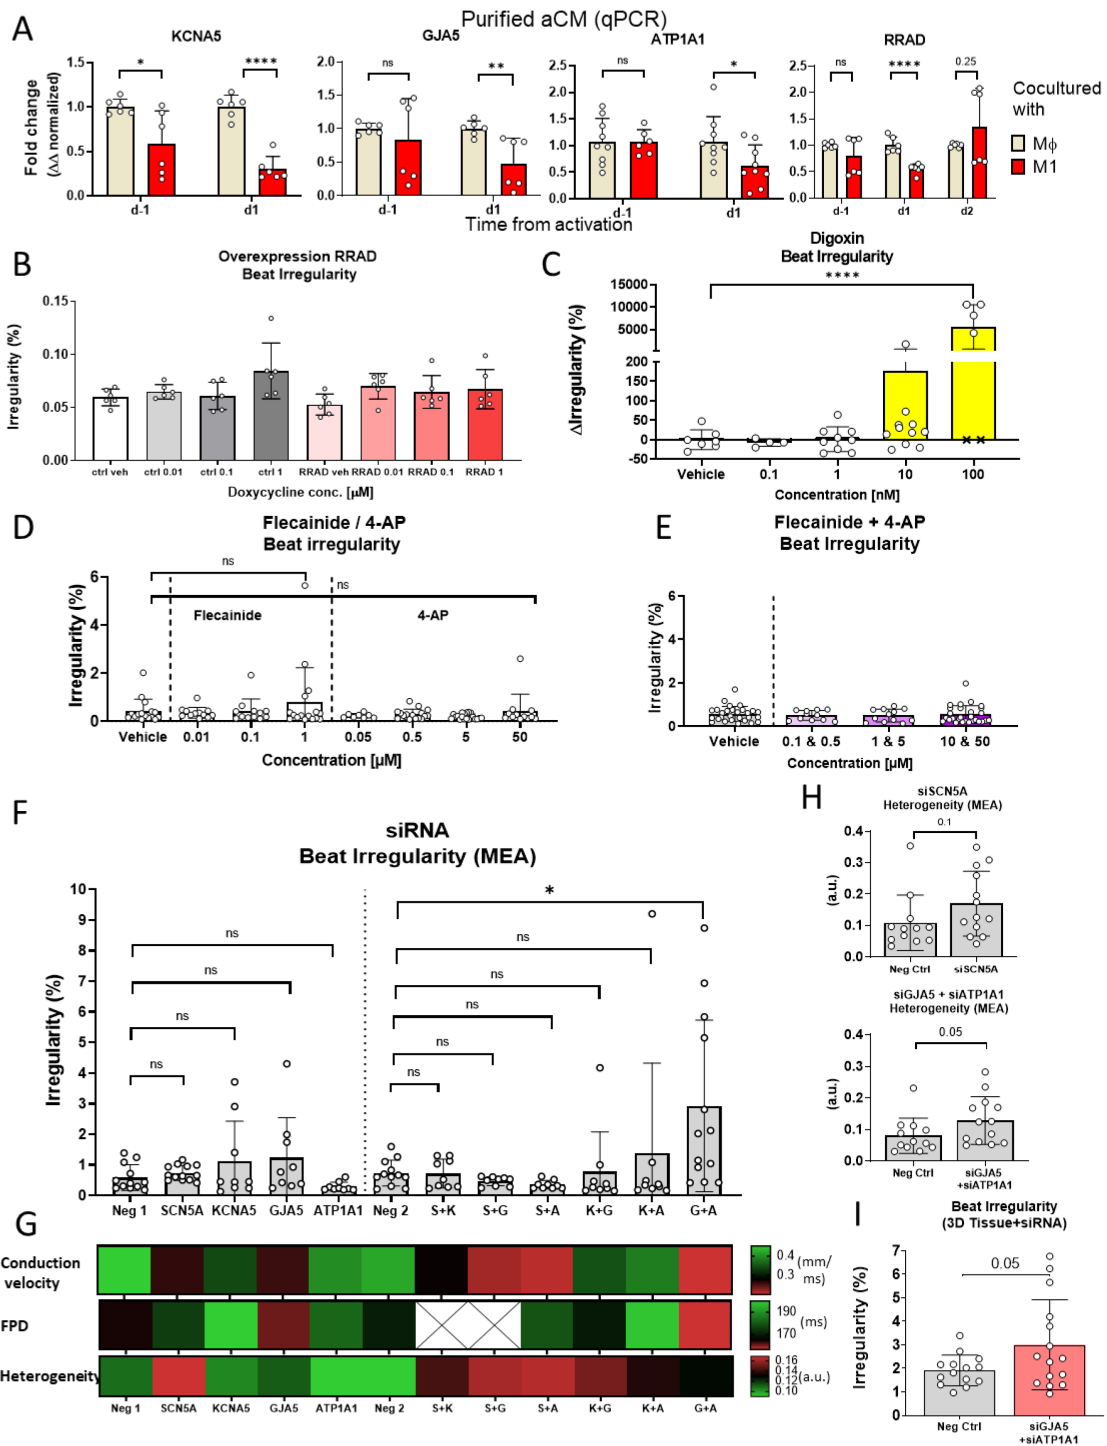 A
Purified aCM (qPCR)
KCNA5
GJA5
ATP1A1
RRAD
Fold change
(ΔΔ normalized)
1.5
1.0
0.5
0.0
*
****
d-1
d1
2.0
1.5
1.0
0.5
0.0
ns
**
d-1
d1
2.5
2.0
1.5
1.0
0.5
0.0
ns
*
d-1
d1
2.5
2.0
1.5
1.0
0.5
0.0
ns
****
0.25
d-1
d1
d2
Cocultured
with
Mϕ
M1
Time from activation
B
Overexpression RRAD
Beat Irregularity
Irregularity (%)
0.15
0.10
0.05
0.00
ctrl veh
ctrl 0.01
ctrl 0.1
ctrl 1
RRAD veh
RRAD 0.01
RRAD 0.1
RRAD 1
Doxycycline conc. [µM]
C
Digoxin
Beat Irregularity
ΔIrregularity (%)
15000
10000
5000
200
150
100
50
0
-50
****
Vehicle
0.1
1
10
100
Concentration [nM]
D
Flecainide / 4-AP
Beat irregularity
Irregularity (%)
6
4
2
0
ns
ns
Flecainide
4-AP
Vehicle
0.01
0.1
1
0.05
0.5
5
50
Concentration [µM]
E
Flecainide + 4-AP
Beat Irregularity
Irregularity (%)
6
4
2
0
Vehicle
0.1 & 0.5
1 & 5
10 & 50
Concentration [µM]
F
siRNA
Beat Irregularity (MEA)
Irregularity (%)
10
9
8
7
6
5
4
3
2
1
0
ns
ns
ns
ns
*
ns
ns
ns
ns
ns
Neg 1
SCN5A
KCNA5
GJA5
ATP1A1
Neg 2
S+K
S+G
S+A
K+G
K+A
G+A
G
Conduction
velocity
0.4
0.3
(mm/
ms)
FPD
190
170
(ms)
Heterogeneity
0.16
0.14
0.12
0.10
(a.u.)
Neg 1
SCN5A
KCNA5
GJA5
ATP1A1
Neg 2
S+K
S+G
S+A
K+G
K+A
G+A
H
siSCN5A
Heterogeneity (MEA)
(a.u.)
0.4
0.3
0.2
0.1
0.0
0.1
Neg Ctrl
siSCN5A
siGJA5 + siATP1A1
Heterogeneity (MEA)
(a.u.)
0.4
0.3
0.2
0.1
0.0
0.05
Neg Ctrl
siGJA5
+siATP1A1
I
Beat Irregularity
(3D Tissue+siRNA)
Irregularity (%)
7
6
5
4
3
2
1
0
0.05
Neg Ctrl
siGJA5
+siATP1A1